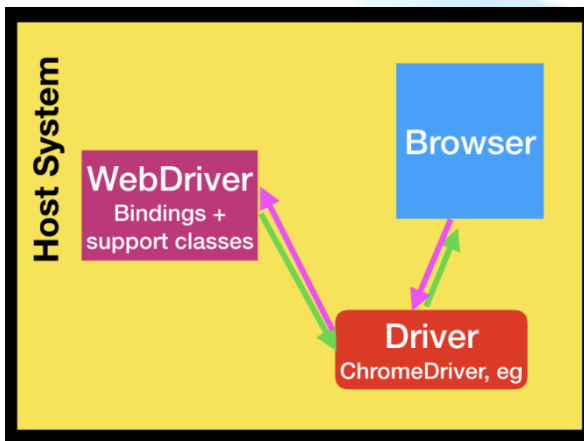 Host System
WebDriver
Bindings +
support classes
Browser
Driver
ChromeDriver, eg